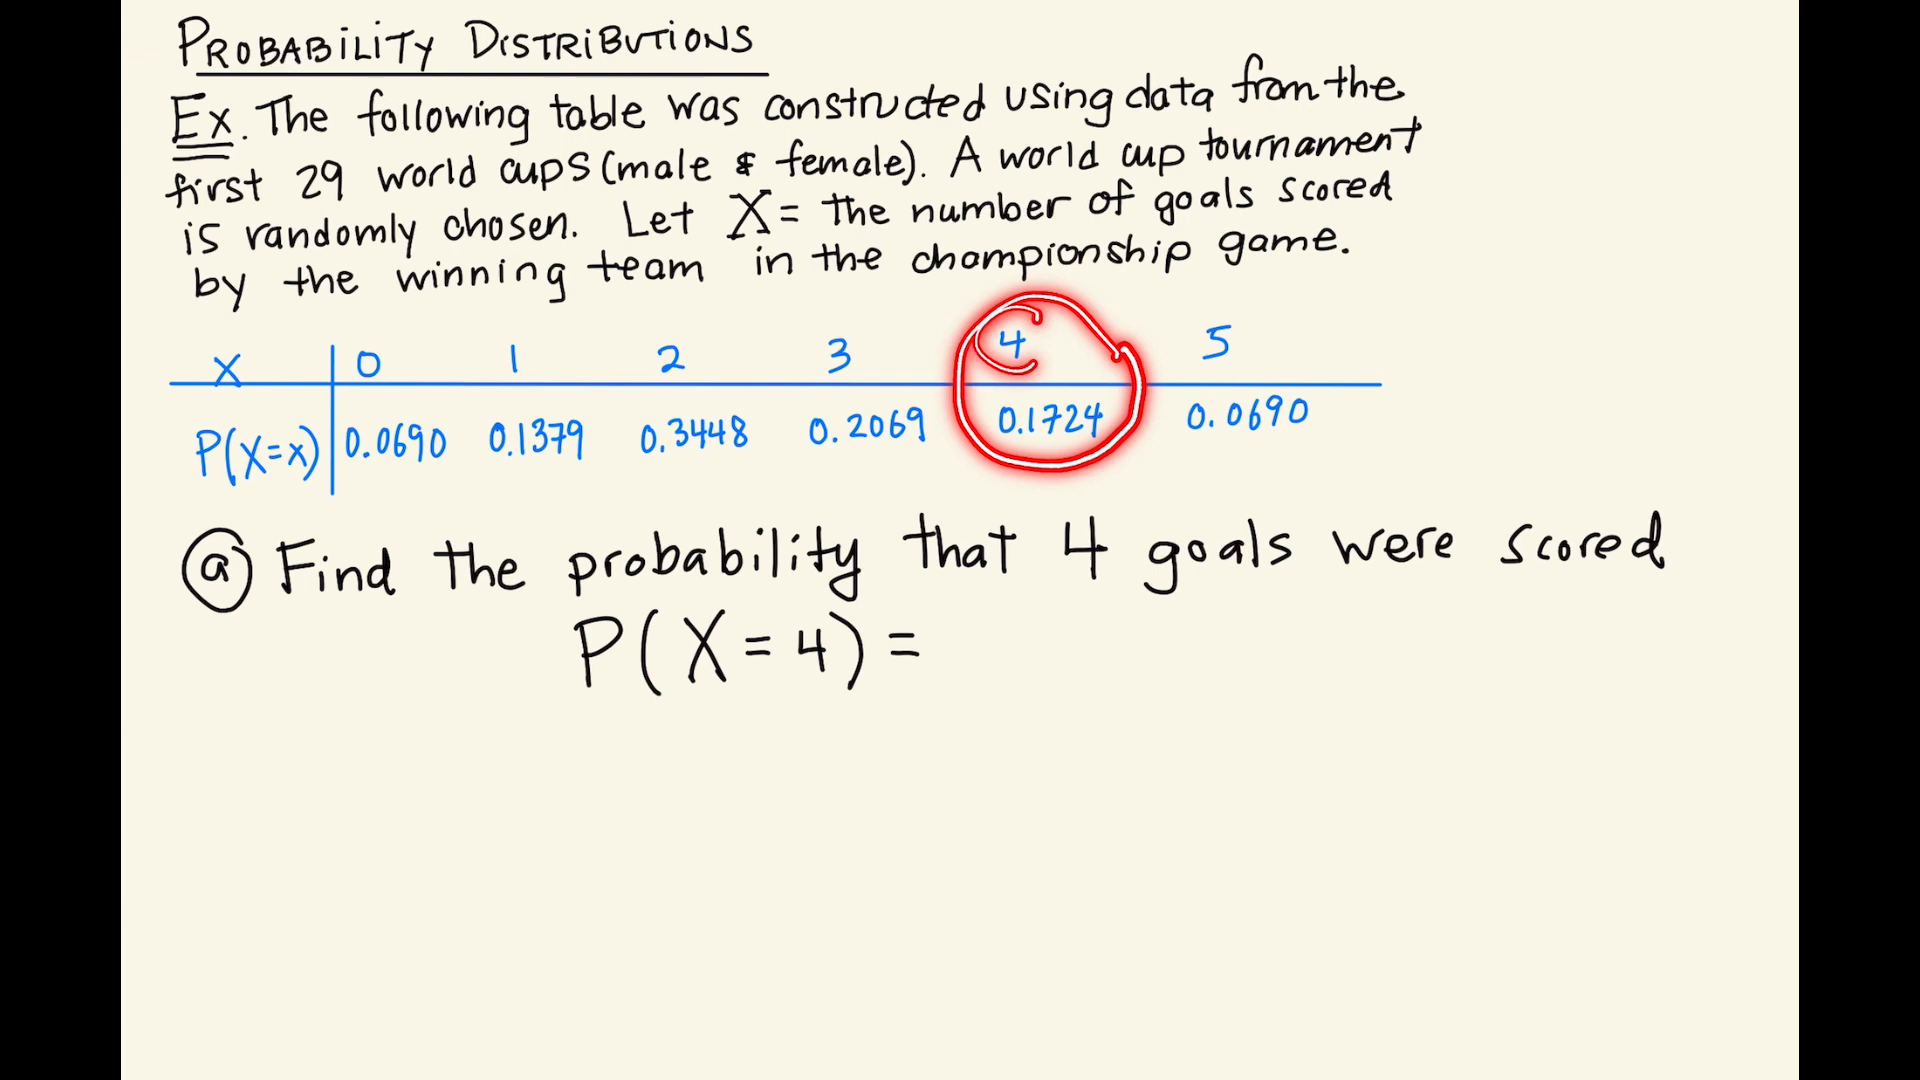 PROBABILITY DISTRIBUTIONS
Ex. The following table was constructed using data from the
first 29 world cups (male & female). A world cup tournament
is randomly chosen. Let X = the number of goals scored
by the winning team in the championship game.
x 0 1 2 3 4 5
P(X=x) 0.0690 0.1379 0.3448 0.2069 0.1724 0.0690
ⓐ Find the probability that 4 goals were scored
P(X=4)=